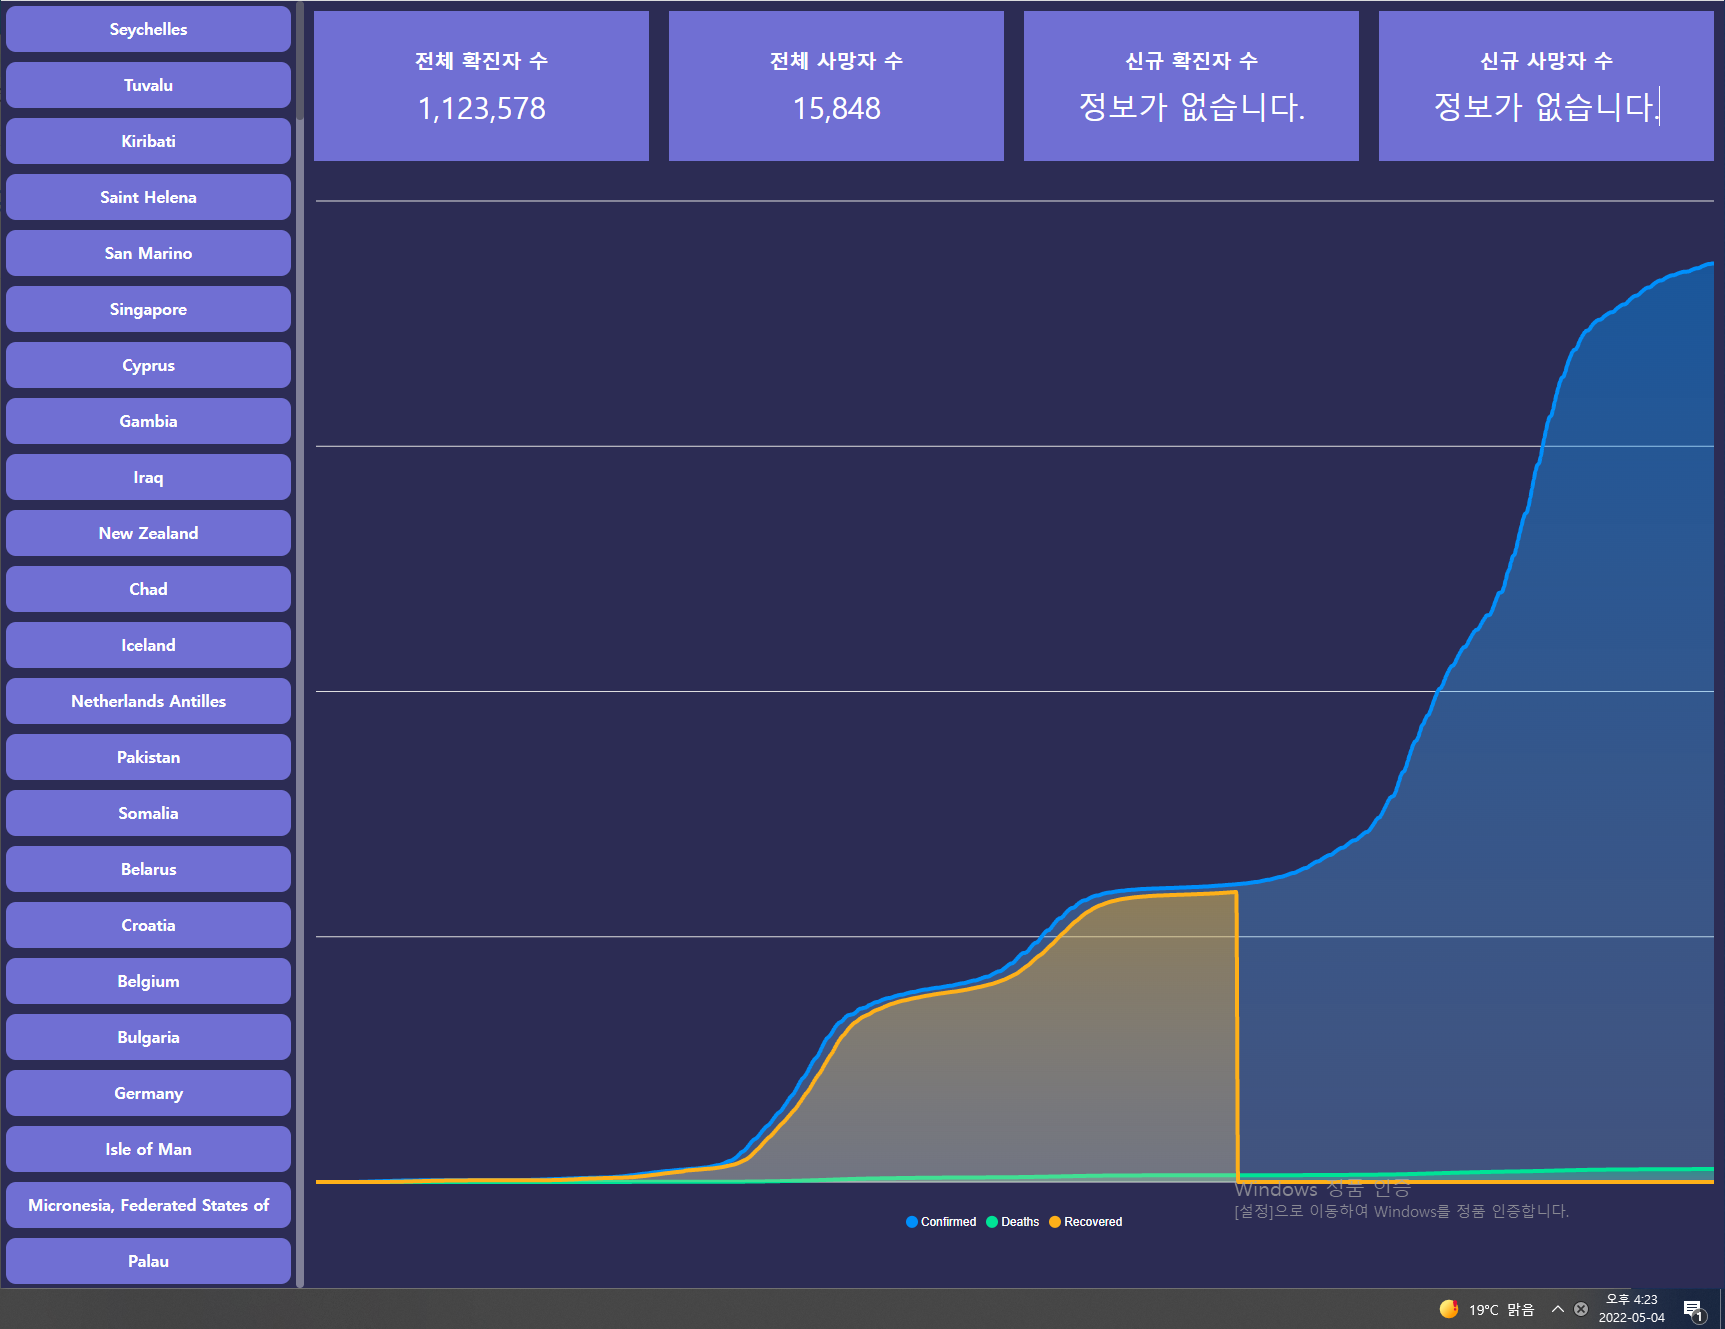 Seychelles
Tuvalu
Kiribati
Saint Helena
San Marino
Singapore
Cyprus
Gambia
Iraq
New Zealand
Chad
Iceland
Netherlands Antilles
Pakistan
Somalia
Belarus
Croatia
Belgium
Bulgaria
Germany
Isle of Man
Micronesia, Federated States of
Palau
전체 확진자 수
1,123,578
전체 사망자 수
15,848
신규 확진자 수
정보가 없습니다.
신규 사망자 수
정보가 없습니다.
Confirmed Deaths Recovered
Windows 정품 인증
[설정]으로 이동하여 Windows를 정품 인증합니다.
19°C 맑음
오후 4:23
2022-05-04
1